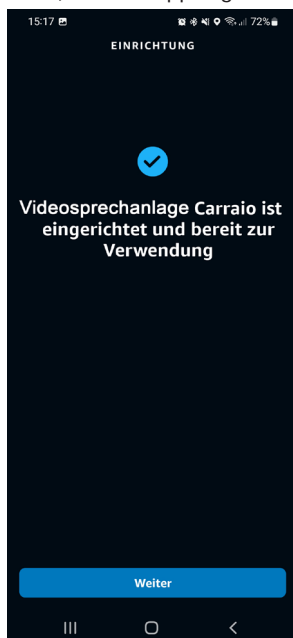 15:17 72%
EINRICHTUNG
Videosprechanlage Carraio ist
eingerichtet und bereit zur
Verwendung
Weiter